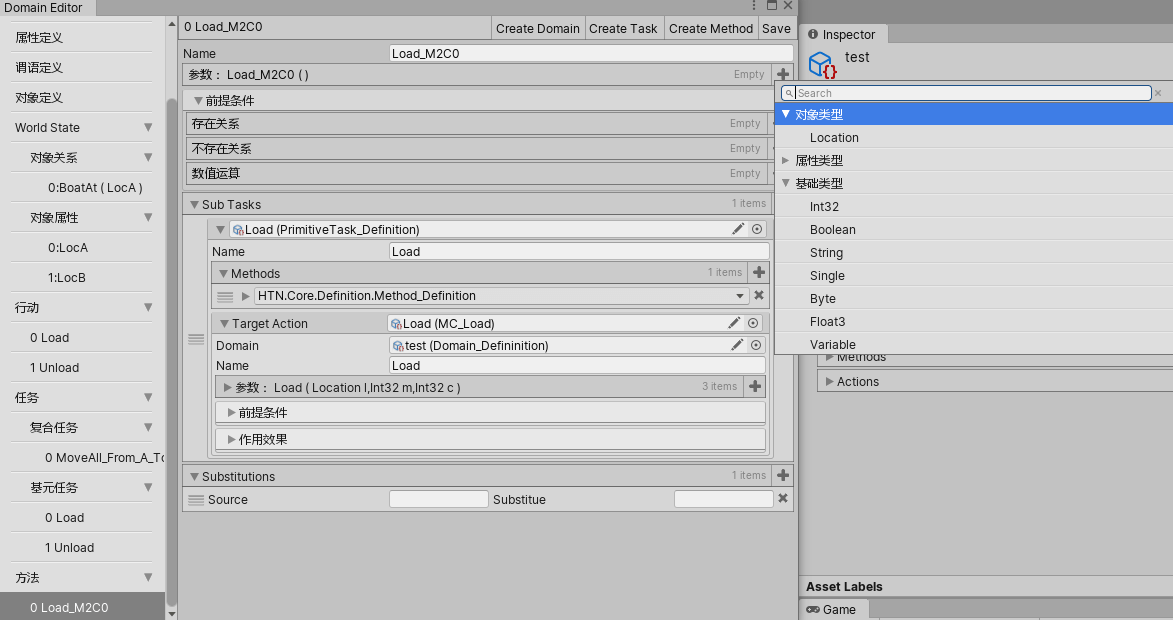 Domain Editor
属性定义
谓语定义
对象定义
World State
对象关系
0:BoatAt ( LocA )
对象属性
0:LocA
1:LocB
行动
0 Load
1 Unload
任务
复合任务
0 MoveAll_From_A_To
基元任务
0 Load
1 Unload
方法
0 Load_M2C0
0 Load_M2C0
Create Domain
Create Task
Create Method
Save
Name
Load_M2C0
参数： Load_M2C0 ( )
Empty
前提条件
存在关系
Empty
不存在关系
Empty
数值运算
Empty
Sub Tasks
1 items
Load (PrimitiveTask_Definition)
Name
Load
Methods
1 items
HTN.Core.Definition.Method_Definition
Target Action
Load (MC_Load)
Domain
test (Domain_Defininition)
Name
Load
参数： Load ( Location l,Int32 m,Int32 c )
3 items
前提条件
作用效果
Substitutions
1 items
Source
Substitue
Inspector
test
Search
对象类型
Location
属性类型
基础类型
Int32
Boolean
String
Single
Byte
Float3
Variable
Methods
Actions
Asset Labels
Game